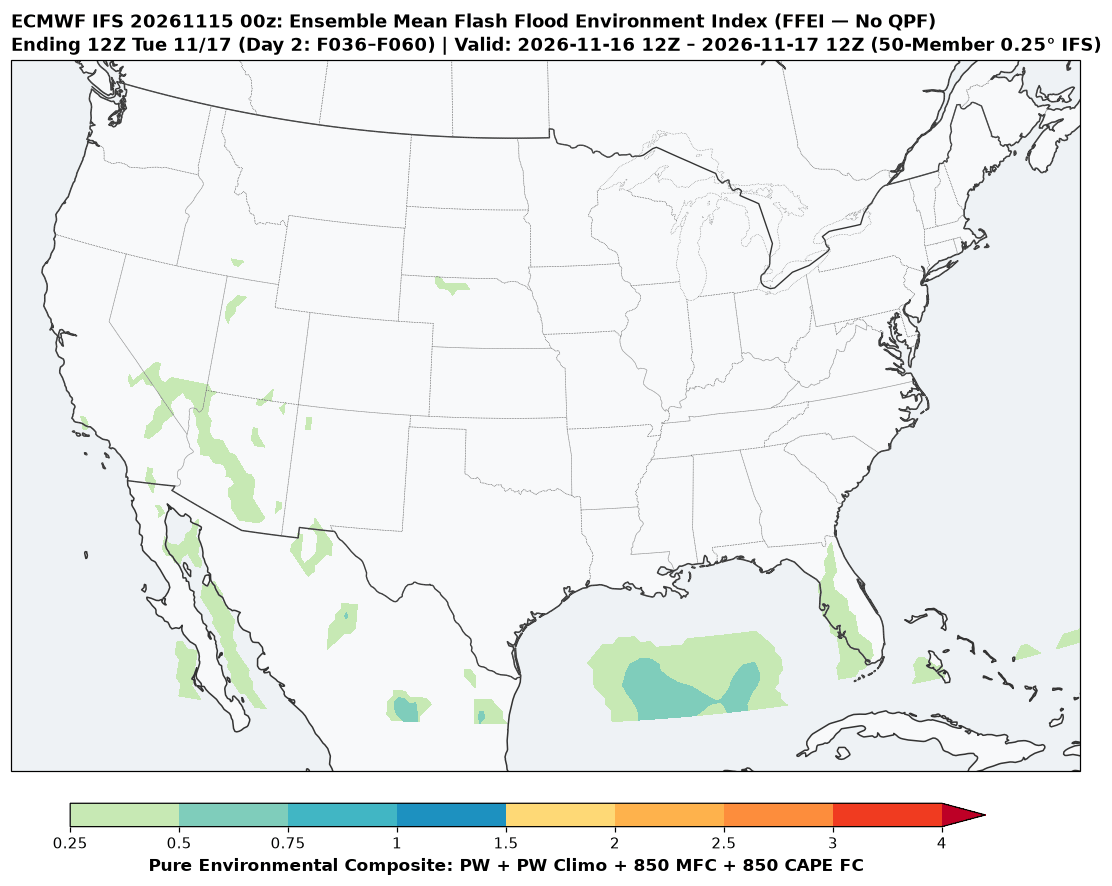 ECMWF IFS 20261115 00z: Ensemble Mean Flash Flood Environment Index (FFEI — No QPF)
Ending 12Z Tue 11/17 (Day 2: F036–F060) | Valid: 2026-11-16 12Z – 2026-11-17 12Z (50-Member 0.25° IFS)
0.25 0.5 0.75 1 1.5 2 2.5 3 4
Pure Environmental Composite: PW + PW Climo + 850 MFC + 850 CAPE FC